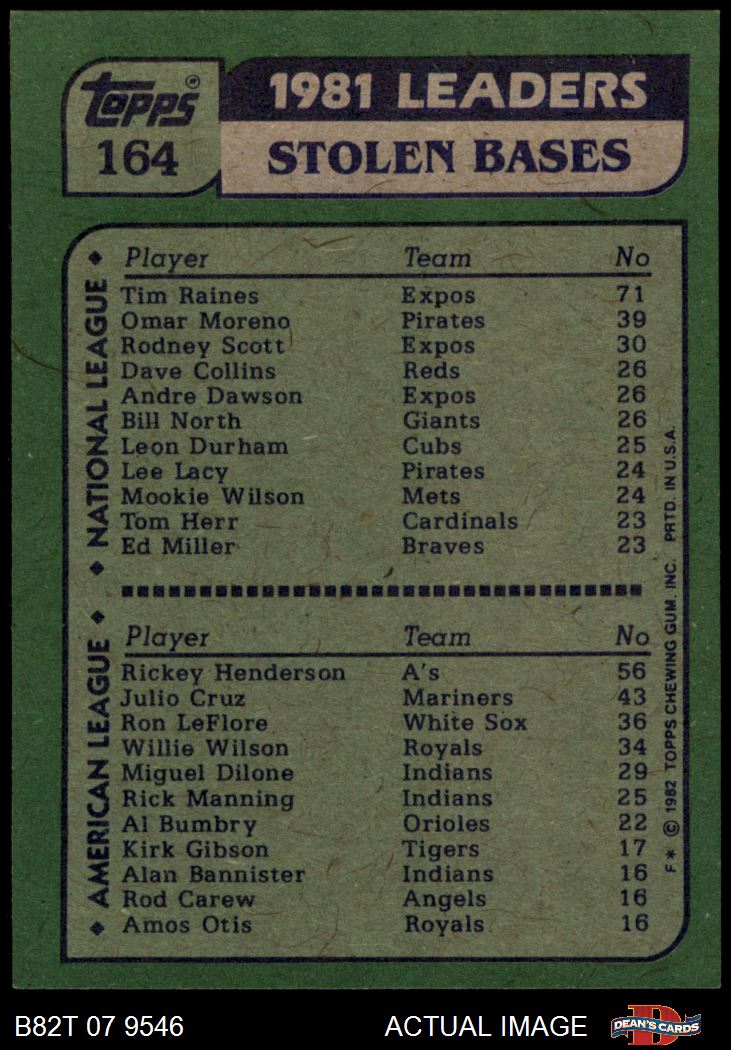 topps®
164
1981 LEADERS
STOLEN BASES
◆ NATIONAL LEAGUE ◆
Player Team No
Tim Raines Expos 71
Omar Moreno Pirates 39
Rodney Scott Expos 30
Dave Collins Reds 26
Andre Dawson Expos 26
Bill North Giants 26
Leon Durham Cubs 25
Lee Lacy Pirates 24
Mookie Wilson Mets 24
Tom Herr Cardinals 23
Ed Miller Braves 23
◆ AMERICAN LEAGUE ◆
Player Team No
Rickey Henderson A's 56
Julio Cruz Mariners 43
Ron LeFlore White Sox 36
Willie Wilson Royals 34
Miguel Dilone Indians 29
Rick Manning Indians 25
Al Bumbry Orioles 22
Kirk Gibson Tigers 17
Alan Bannister Indians 16
Rod Carew Angels 16
Amos Otis Royals 16
F * © 1982 TOPPS CHEWING GUM, INC. PRTD. IN U.S.A.
B82T 07 9546
ACTUAL IMAGE
D
DEAN'S CARDS